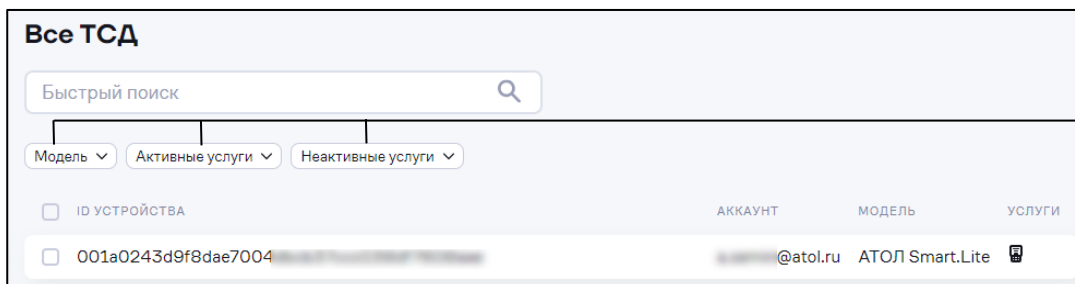 Все ТСД
Быстрый поиск
Модель Активные услуги Неактивные услуги
ID УСТРОЙСТВА АККАУНТ МОДЕЛЬ УСЛУГИ
001a0243d9f8dae7004 @atol.ru АТОЛ Smart.Lite